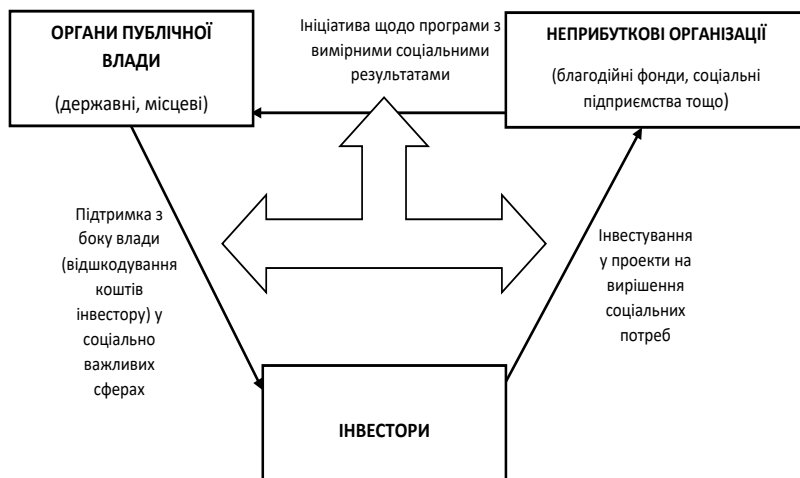 ОРГАНИ ПУБЛІЧНОЇ
ВЛАДИ
(державні, місцеві)
Ініціатива щодо програми з
вимірними соціальними
результатами
НЕПРИБУТКОВІ ОРГАНІЗАЦІЇ
(благодійні фонди, соціальні
підприємства тощо)
Підтримка з
боку влади
(відшкодування
коштів
інвестору) у
соціально
важливих
сферах
Інвестування
у проекти на
вирішення
соціальних
потреб
ІНВЕСТОРИ